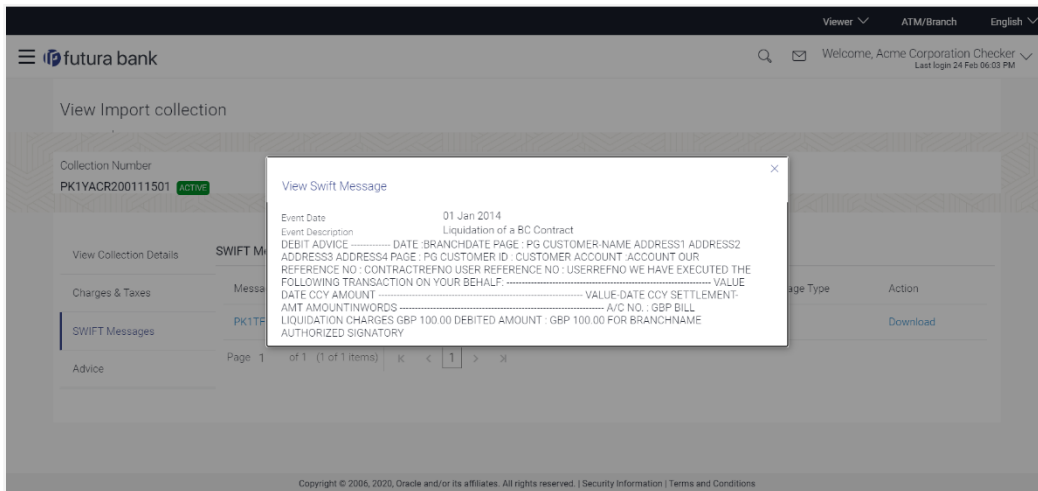 Viewer ATM/Branch English
futura bank
Welcome, Acme Corporation Checker
Last login 24 Feb 06:03 PM
View Import collection
Collection Number
PK1YACR200111501 ACTIVE
View Swift Message
Event Date 01 Jan 2014
Event Description Liquidation of a BC Contract
DEBIT ADVICE ------------- DATE :BRANCHDATE PAGE : PG CUSTOMER-NAME ADDRESS1 ADDRESS2
ADDRESS3 ADDRESS4 PAGE : PG CUSTOMER ID : CUSTOMER ACCOUNT :ACCOUNT OUR
REFERENCE NO : CONTRACTREFNO USER REFERENCE NO : USERREFNO WE HAVE EXECUTED THE
FOLLOWING TRANSACTION ON YOUR BEHALF: ------------------------------------------------------------------ VALUE
DATE CCY AMOUNT ------------------------------------------------------------------ VALUE-DATE CCY SETTLEMENT-
AMT AMOUNTINWORDS ------------------------------------------------------------------ A/C NO. : GBP BILL
LIQUIDATION CHARGES GBP 100.00 DEBITED AMOUNT : GBP 100.00 FOR BRANCHNAME
AUTHORIZED SIGNATORY
View Collection Details
Charges & Taxes
SWIFT Messages
Advice
SWIFT
Action
Type
Download
Page 1 of 1 (1 of 1 items) 1
Copyright © 2006, 2020, Oracle and/or its affiliates. All rights reserved. | Security Information | Terms and Conditions